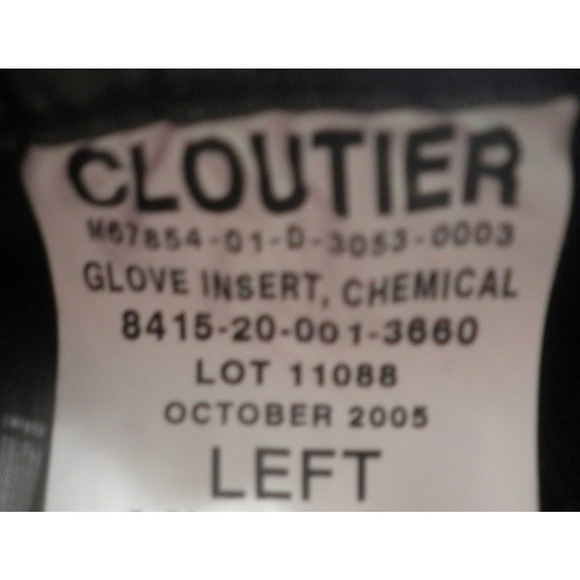 CLOUTIER
M67854-01-D-3053-0003
GLOVE INSERT, CHEMICAL
8415-20-001-3660
LOT 11088
OCTOBER 2005
LEFT